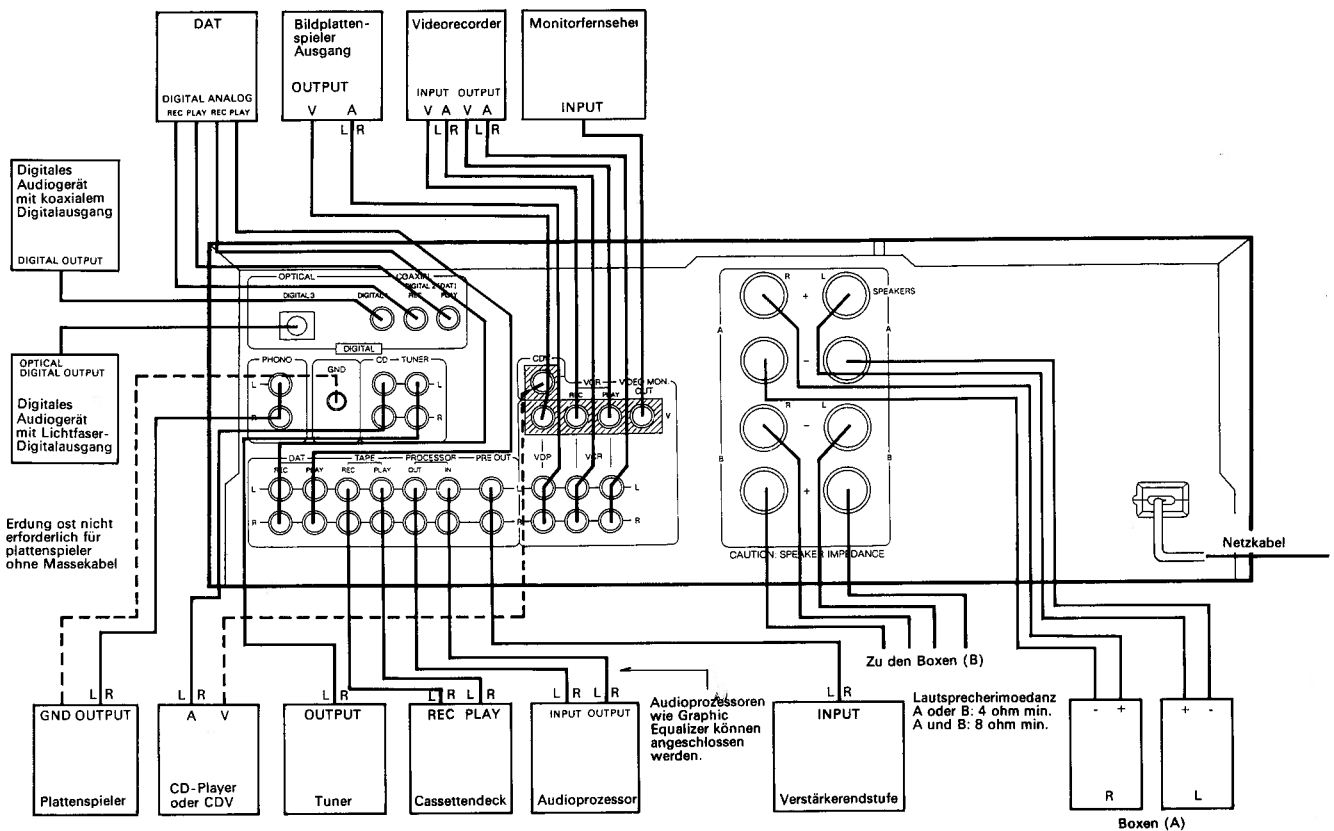 DAT
DIGITAL ANALOG
REC PLAY REC PLAY
Bildplatten-
spieler
Ausgang
OUTPUT
V A
L R
Videorecorder
INPUT OUTPUT
V A V A
L R L R
Monitorfernseher
INPUT
Digitales
Audiogerät
mit koaxialem
Digitalausgang
DIGITAL OUTPUT
OPTICAL
DIGITAL OUTPUT
Digitales
Audiogerät
mit Lichtfaser-
Digitalausgang
Erdung ost nicht
erforderlich für
plattenspieler
ohne Massekabel
OPTICAL COAXIAL
DIGITAL 3 DIGITAL 1 DIGITAL 2 (DAT)
REC PLAY
DIGITAL
PHONO GND CD TUNER
L L
R R
CDV VCR VIDEO MON.
OUT
REC PLAY
V
VDP VCR
DAT TAPE PROCESSOR PRE OUT
REC PLAY REC PLAY OUT IN
L L L
R R R
R L
+
SPEAKERS
A A
-
R L
-
B B
+
CAUTION: SPEAKER IMPEDANCE
Netzkabel
Zu den Boxen (B)
Lautsprecherimoedanz
A oder B: 4 ohm min.
A und B: 8 ohm min.
Audioprozessoren
wie Graphic
Equalizer können
angeschlossen
werden.
L R
GND OUTPUT
Plattenspieler
L R
A V
CD-Player
oder CDV
L R
OUTPUT
Tuner
L R L R
REC PLAY
Cassettendeck
L R L R
INPUT OUTPUT
Audioprozessor
L R
INPUT
Verstärkerendstufe
- +
R
+ -
L
Boxen (A)